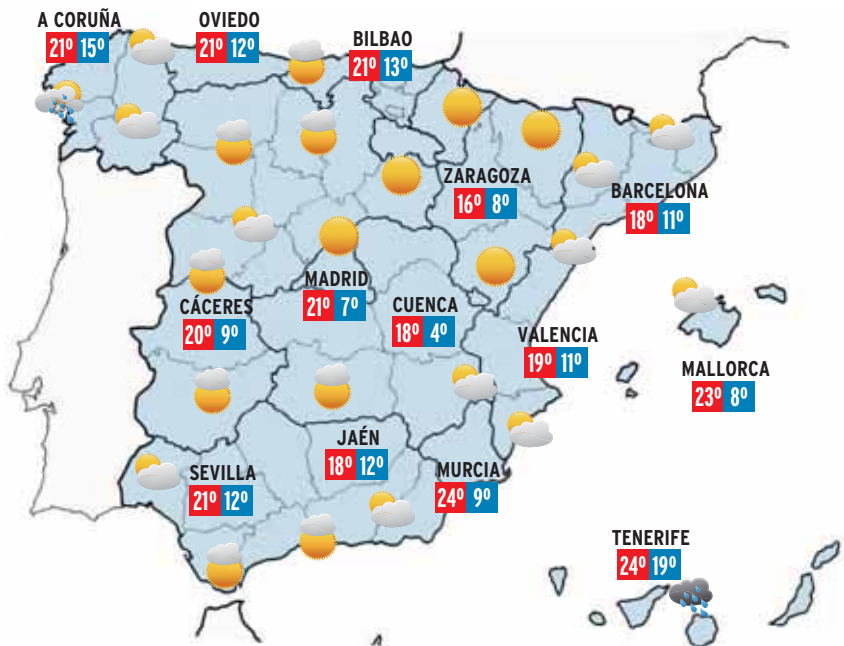 A CORUÑA
21º 15º
OVIEDO
21º 12º
BILBAO
21º 13º
ZARAGOZA
16º 8º
BARCELONA
18º 11º
MADRID
21º 7º
CÁCERES
20º 9º
CUENCA
18º 4º
VALENCIA
19º 11º
MALLORCA
23º 8º
JAÉN
18º 12º
SEVILLA
21º 12º
MURCIA
24º 9º
TENERIFE
24º 19º